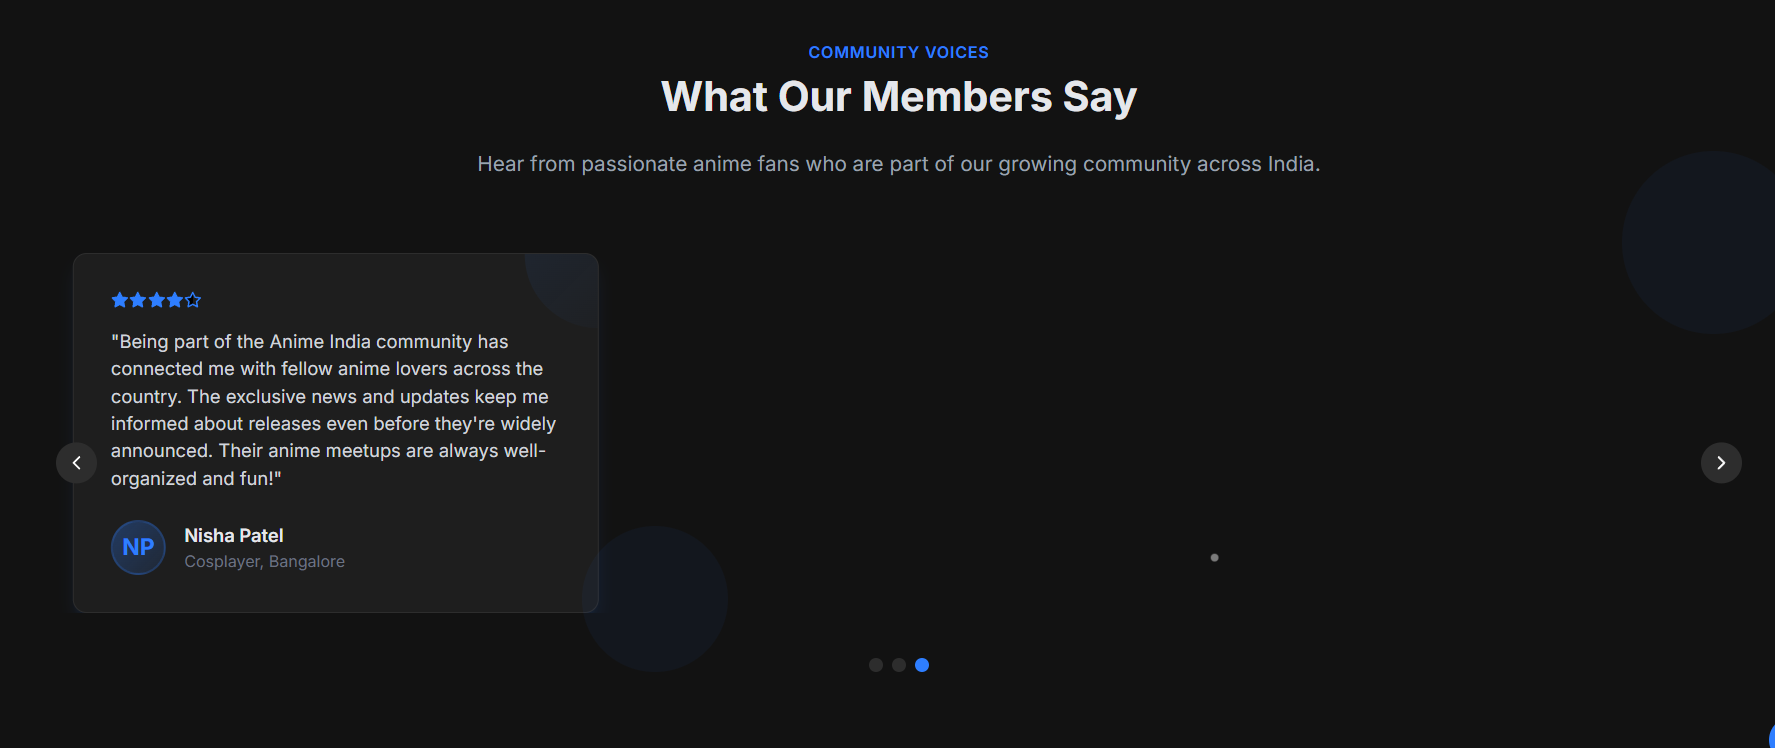 COMMUNITY VOICES
What Our Members Say
Hear from passionate anime fans who are part of our growing community across India.
"Being part of the Anime India community has
connected me with fellow anime lovers across the
country. The exclusive news and updates keep me
informed about releases even before they're widely
announced. Their anime meetups are always well-
organized and fun!"
NP
Nisha Patel
Cosplayer, Bangalore